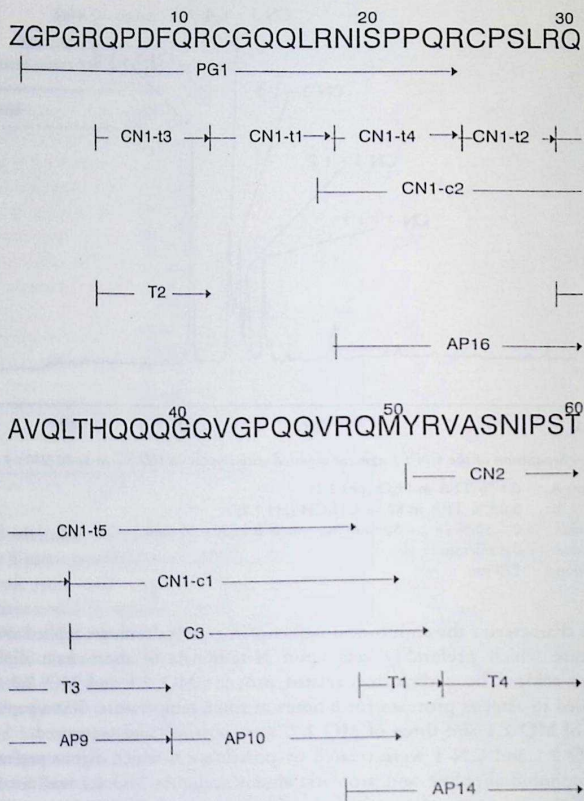 10 20 30
ZGPGRQPDFQRCGQQLRNISPPQRCPSLRQ
PG1
CN1-t3 CN1-t1 CN1-t4 CN1-t2
CN1-c2
T2
AP16
40 50 60
AVQLTHQQQGQVGPQQVRQMYRVASNIPST
CN2
CN1-t5
CN1-c1
C3
T3 T1 T4
AP9 AP10
AP14